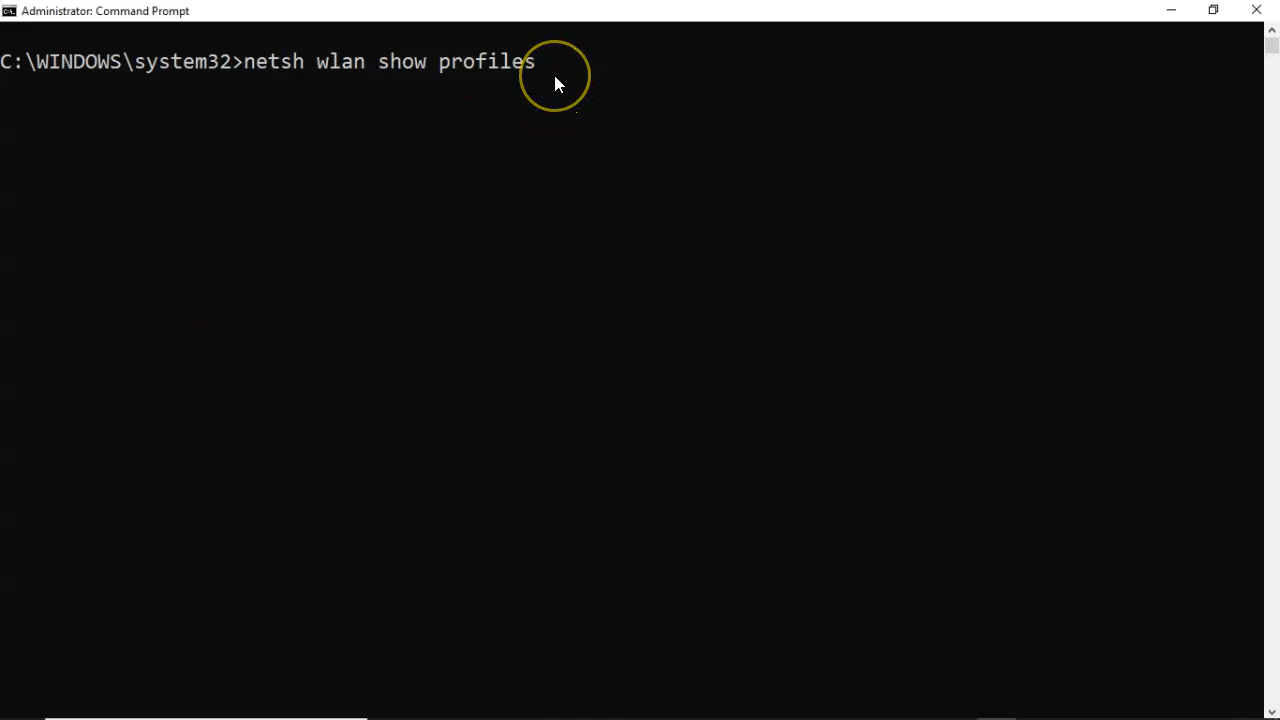 Administrator: Command Prompt
C:\WINDOWS\system32>netsh wlan show profiles